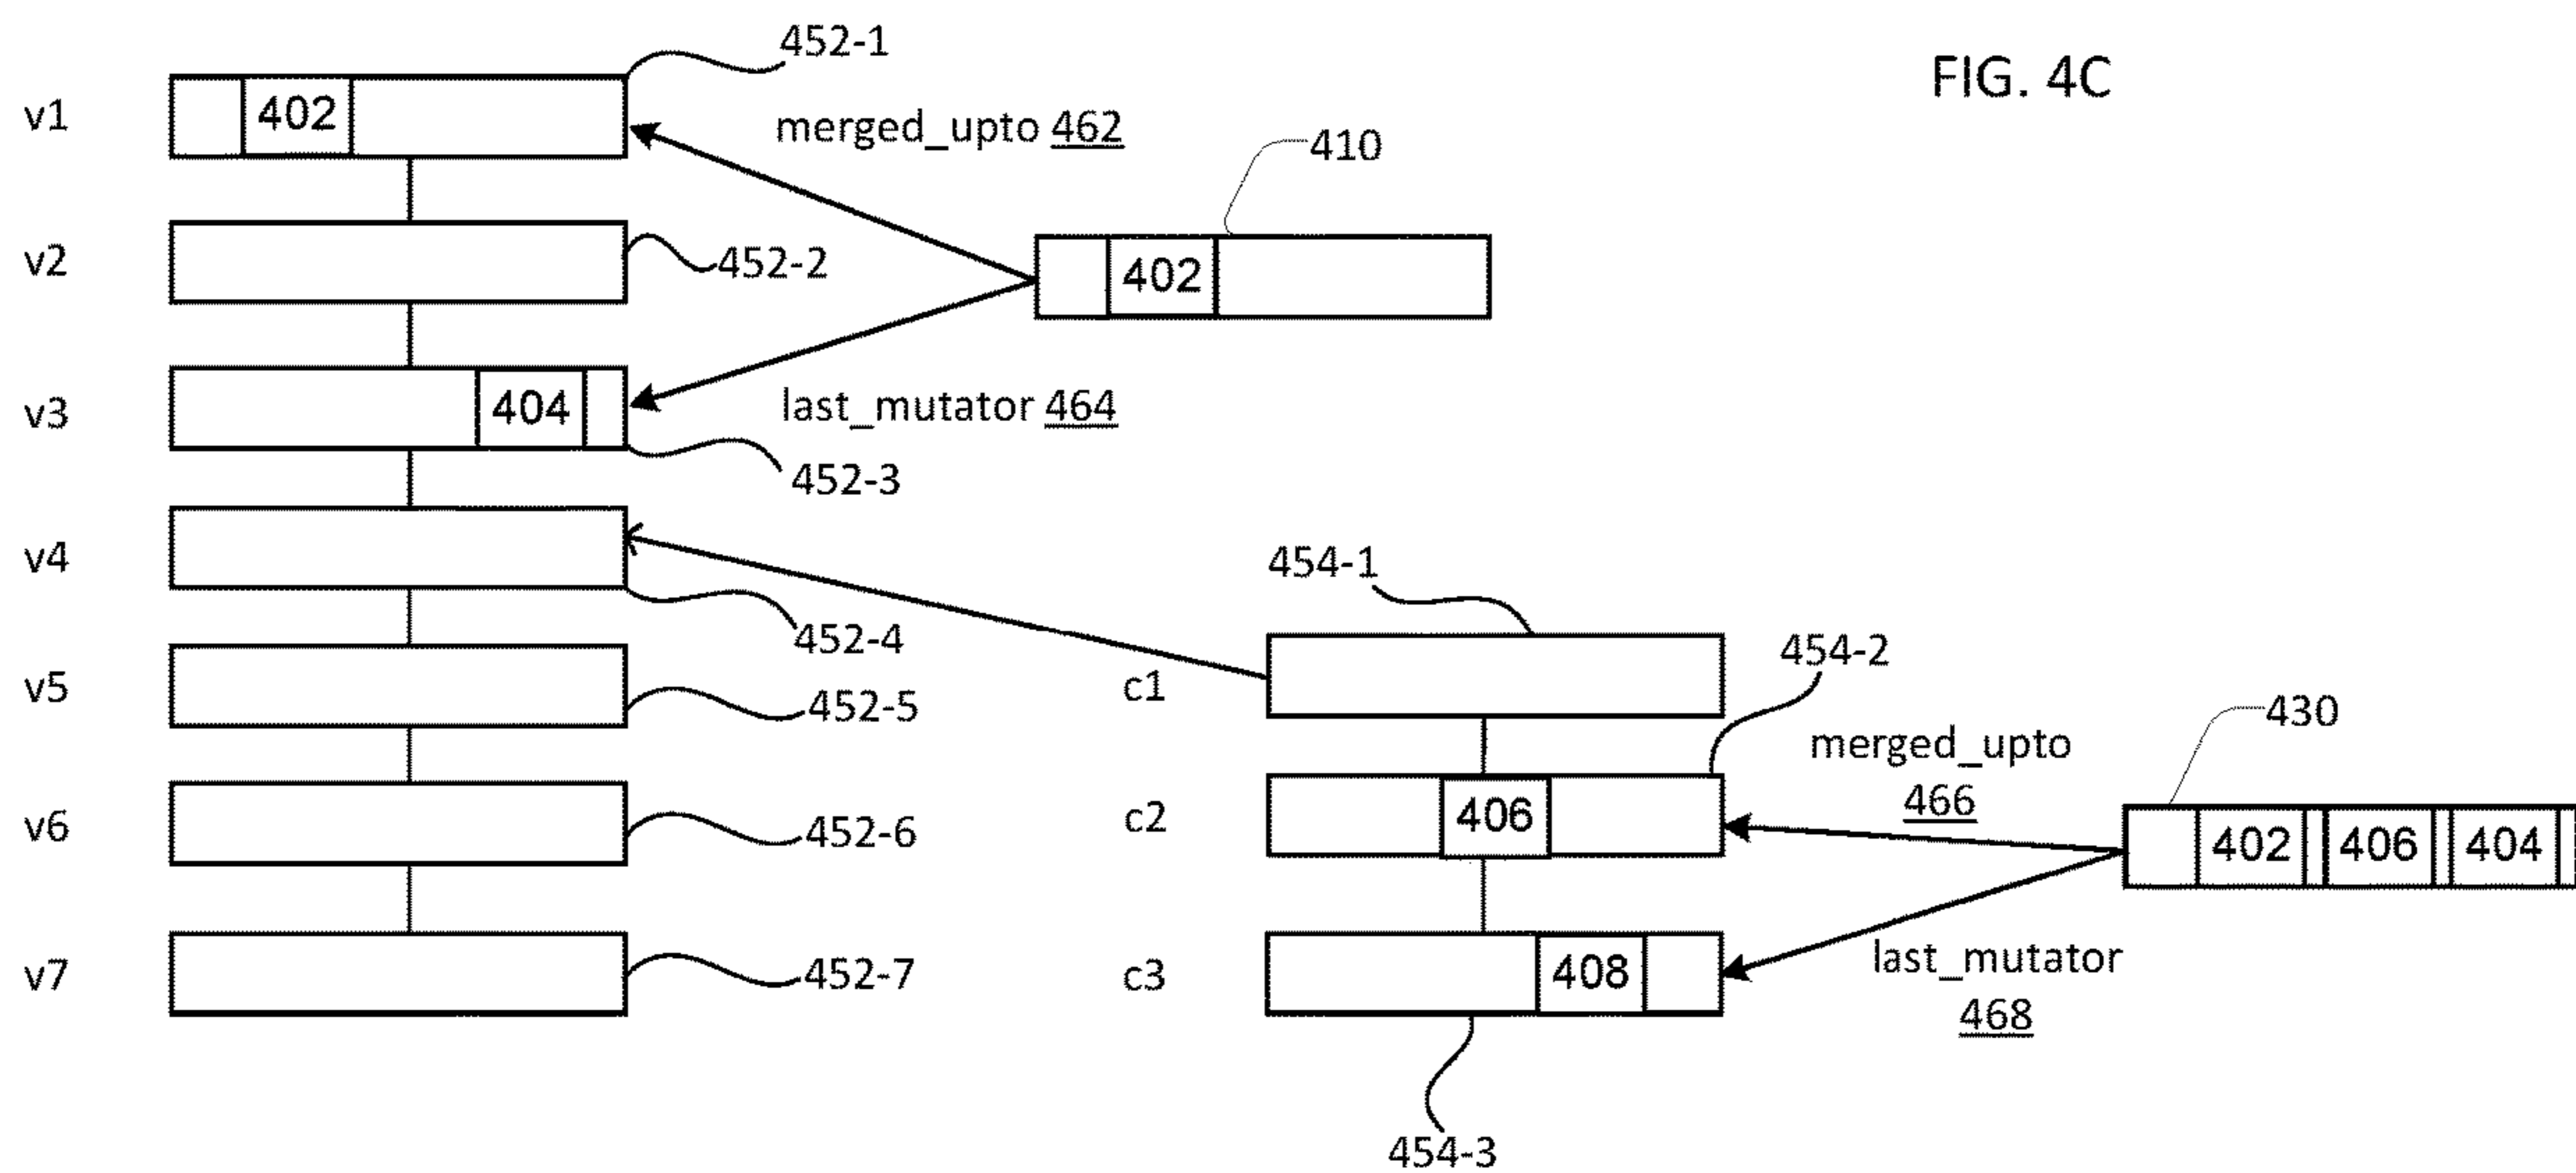 FIG. 4C
452-1
v1
402
merged_upto 462
410
v2
452-2
402
v3
404
last_mutator 464
452-3
v4
454-1
452-4
454-2
v5
c1
452-5
merged_upto
466
430
v6
452-6
c2
406
402
406
404
v7
452-7
c3
408
last_mutator
468
454-3